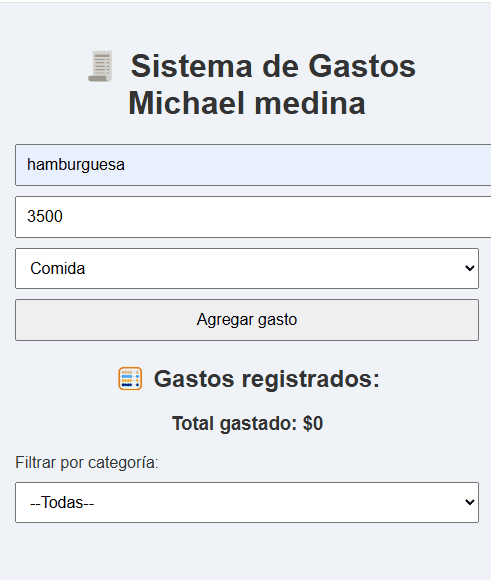 Sistema de Gastos
Michael medina
hamburguesa
3500
Comida
Agregar gasto
Gastos registrados:
Total gastado: $0
Filtrar por categoría:
--Todas--